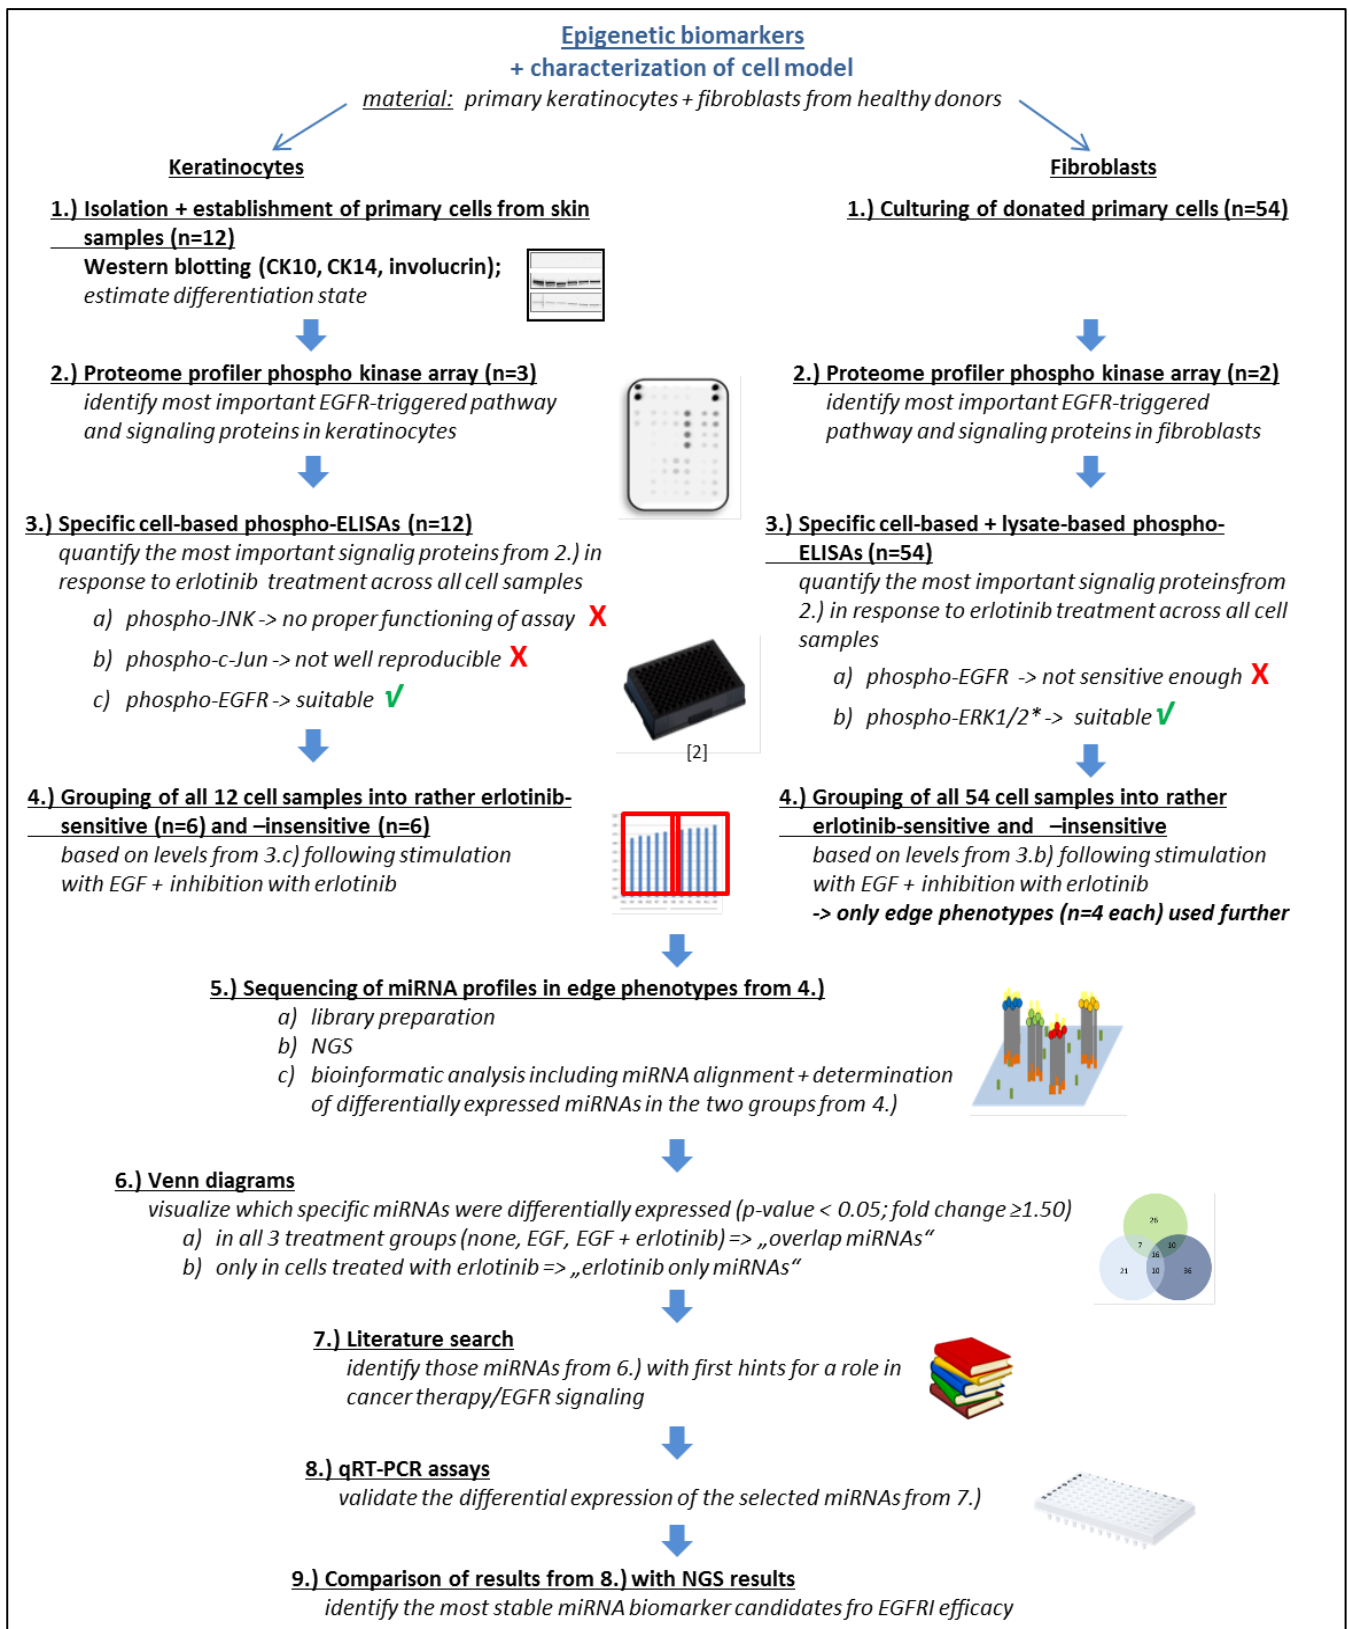 Epigenetic biomarkers
+ characterization of cell model
material: primary keratinocytes + fibroblasts from healthy donors
Keratinocytes
1.) Isolation + establishment of primary cells from skin
samples (n=12)
Western blotting (CK10, CK14, involucrin);
estimate differentiation state
2.) Proteome profiler phospho kinase array (n=3)
identify most important EGFR-triggered pathway
and signaling proteins in keratinocytes
3.) Specific cell-based phospho-ELISAs (n=12)
quantify the most important signalig proteins from 2.) in
response to erlotinib treatment across all cell samples
a) phospho-JNK -> no proper functioning of assay X
b) phospho-c-Jun -> not well reproducible X
c) phospho-EGFR -> suitable √
[2]
4.) Grouping of all 12 cell samples into rather erlotinib-
sensitive (n=6) and –insensitive (n=6)
based on levels from 3.c) following stimulation
with EGF + inhibition with erlotinib
Fibroblasts
1.) Culturing of donated primary cells (n=54)
2.) Proteome profiler phospho kinase array (n=2)
identify most important EGFR-triggered
pathway and signaling proteins in fibroblasts
3.) Specific cell-based + lysate-based phospho-
ELISAs (n=54)
quantify the most important signalig proteinsfrom
2.) in response to erlotinib treatment across all cell
samples
a) phospho-EGFR -> not sensitive enough X
b) phospho-ERK1/2* -> suitable √
4.) Grouping of all 54 cell samples into rather
erlotinib-sensitive and –insensitive
based on levels from 3.b) following stimulation
with EGF + inhibition with erlotinib
-> only edge phenotypes (n=4 each) used further
5.) Sequencing of miRNA profiles in edge phenotypes from 4.)
a) library preparation
b) NGS
c) bioinformatic analysis including miRNA alignment + determination
of differentially expressed miRNAs in the two groups from 4.)
6.) Venn diagrams
visualize which specific miRNAs were differentially expressed (p-value < 0.05; fold change ≥1.50)
a) in all 3 treatment groups (none, EGF, EGF + erlotinib) => „overlap miRNAs“
b) only in cells treated with erlotinib => „erlotinib only miRNAs“
26
7 10
16
21 10 36
7.) Literature search
identify those miRNAs from 6.) with first hints for a role in
cancer therapy/EGFR signaling
8.) qRT-PCR assays
validate the differential expression of the selected miRNAs from 7.)
9.) Comparison of results from 8.) with NGS results
identify the most stable miRNA biomarker candidates fro EGFRI efficacy